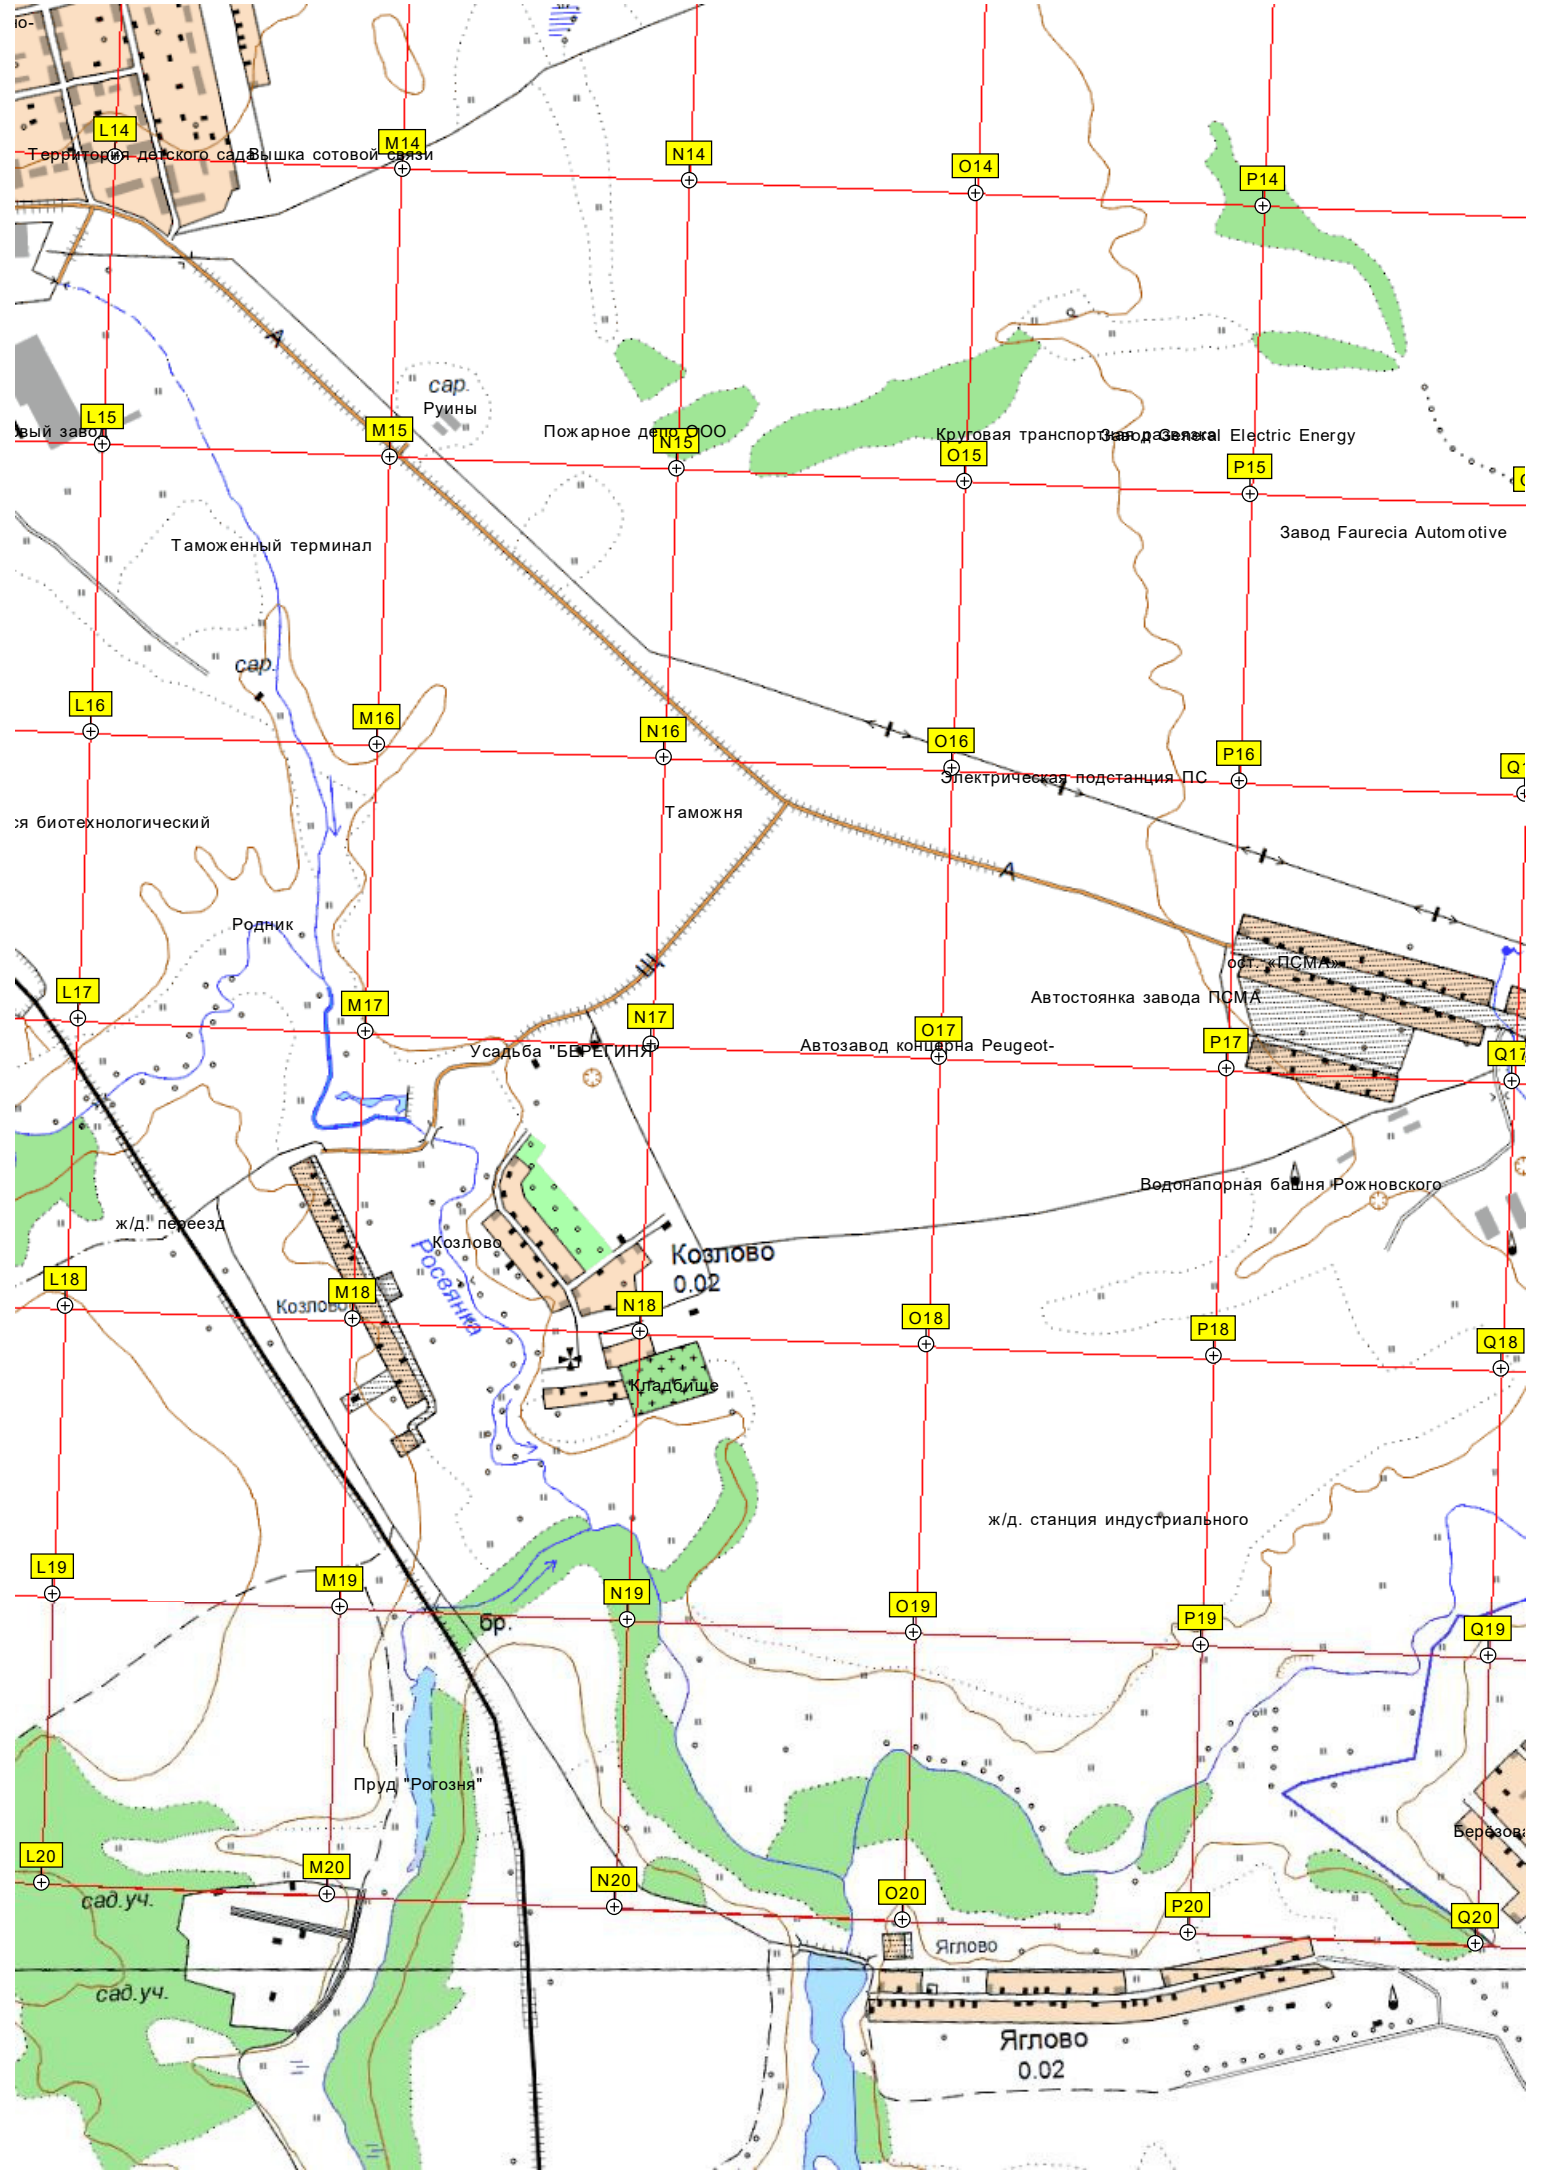 L14
M14
N14
O14
P14
Территория детского сада
Вышка сотовой связи
А
сар.
Руины
L15
M15
N15
O15
P15
Пожарное депо ООО
Круговая транспортная развязка
Завод General Electric Energy
Завод Faurecia Automotive
Таможенный терминал
сар.
L16
M16
N16
O16
P16
Электрическая подстанция ПС
Таможня
ся биотехнологический
А
Родник
Ш
ост. «ПСМА»
Автостоянка завода ПСМА
L17
M17
N17
O17
P17
Q17
Усадьба "БЕРЕГИНЯ"
Автозавод концерна Peugeot-
Водонапорная башня Рожновского
ж/д. переезд
Козлово
Росвянка
Козлово
0.02
L18
M18
N18
O18
P18
Q18
Козлово
Кладбище
ж/д. станция индустриального
L19
M19
N19
O19
P19
Q19
бр.
Пруд "Рогозня"
Берёзова
L20
M20
N20
O20
P20
Q20
сад.уч.
Яглово
сад.уч.
Яглово
0.02